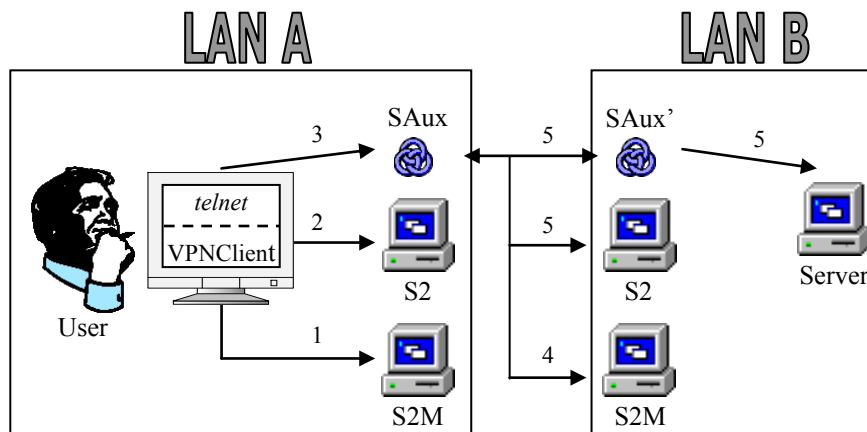 LAN A
LAN B
SAux
SAux’
3
5
5
telnet
VPNClient
2
S2
5
S2
Server
User
1
S2M
4
S2M